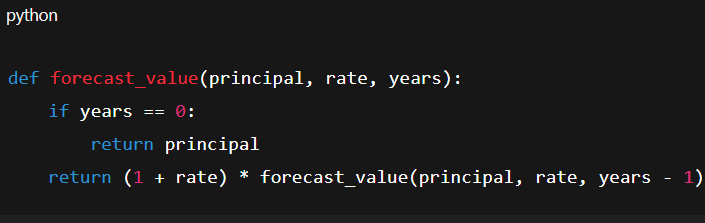 python
def forecast_value(principal, rate, years):
    if years == 0:
        return principal
    return (1 + rate) * forecast_value(principal, rate, years - 1)